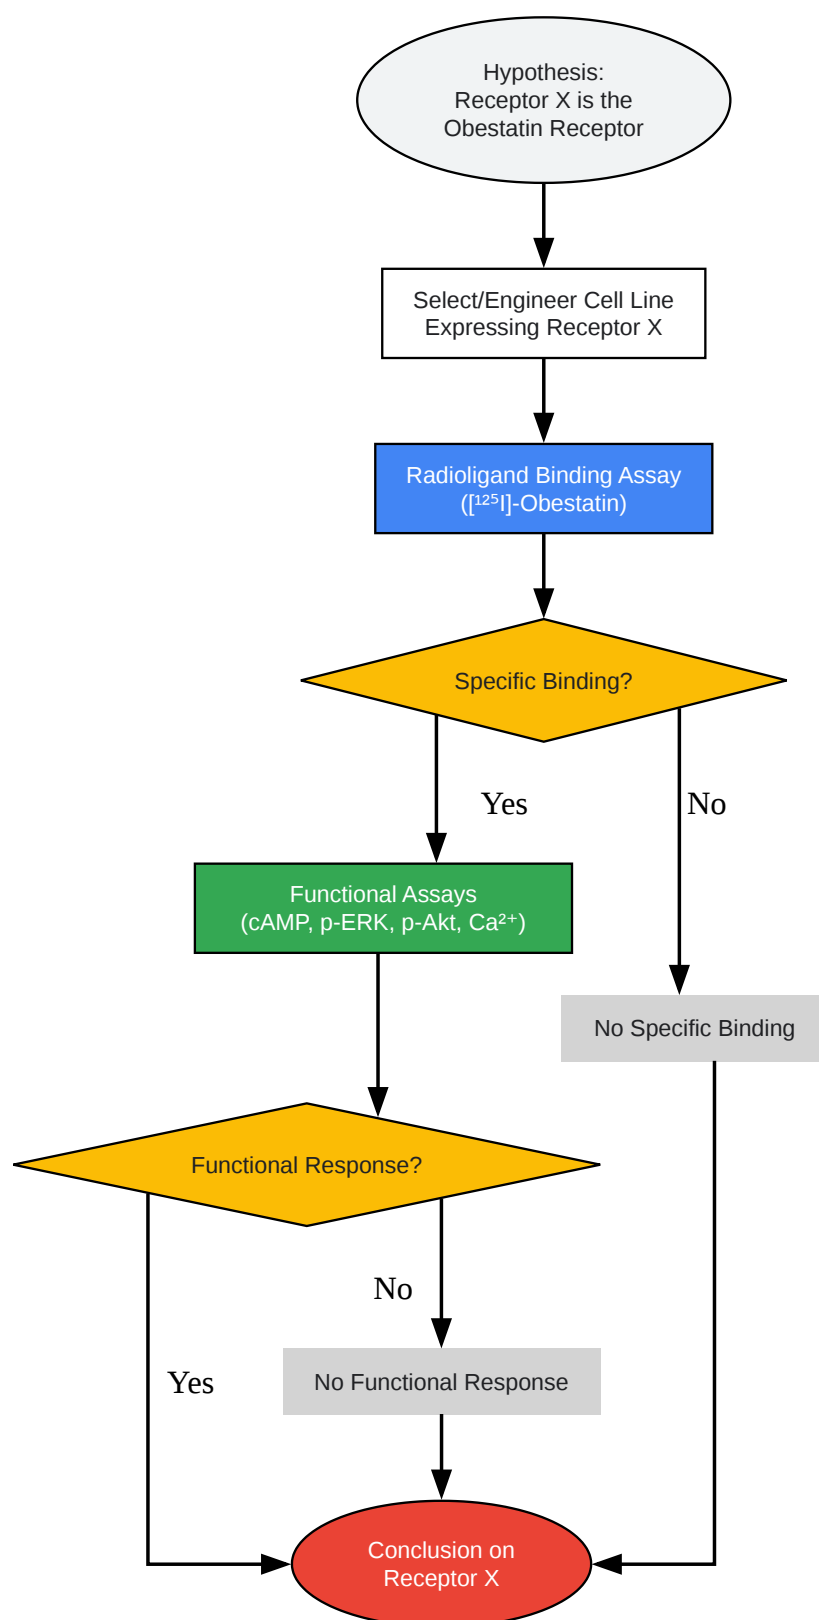 Hypothesis:
Receptor X is the
Obestatin Receptor
Select/Engineer Cell Line
Expressing Receptor X
Radioligand Binding Assay
([¹²⁵I]-Obestatin)
Specific Binding?
Yes
No
Functional Assays
(cAMP, p-ERK, p-Akt, Ca²⁺)
No Specific Binding
Functional Response?
No
Yes
No Functional Response
Conclusion on
Receptor X